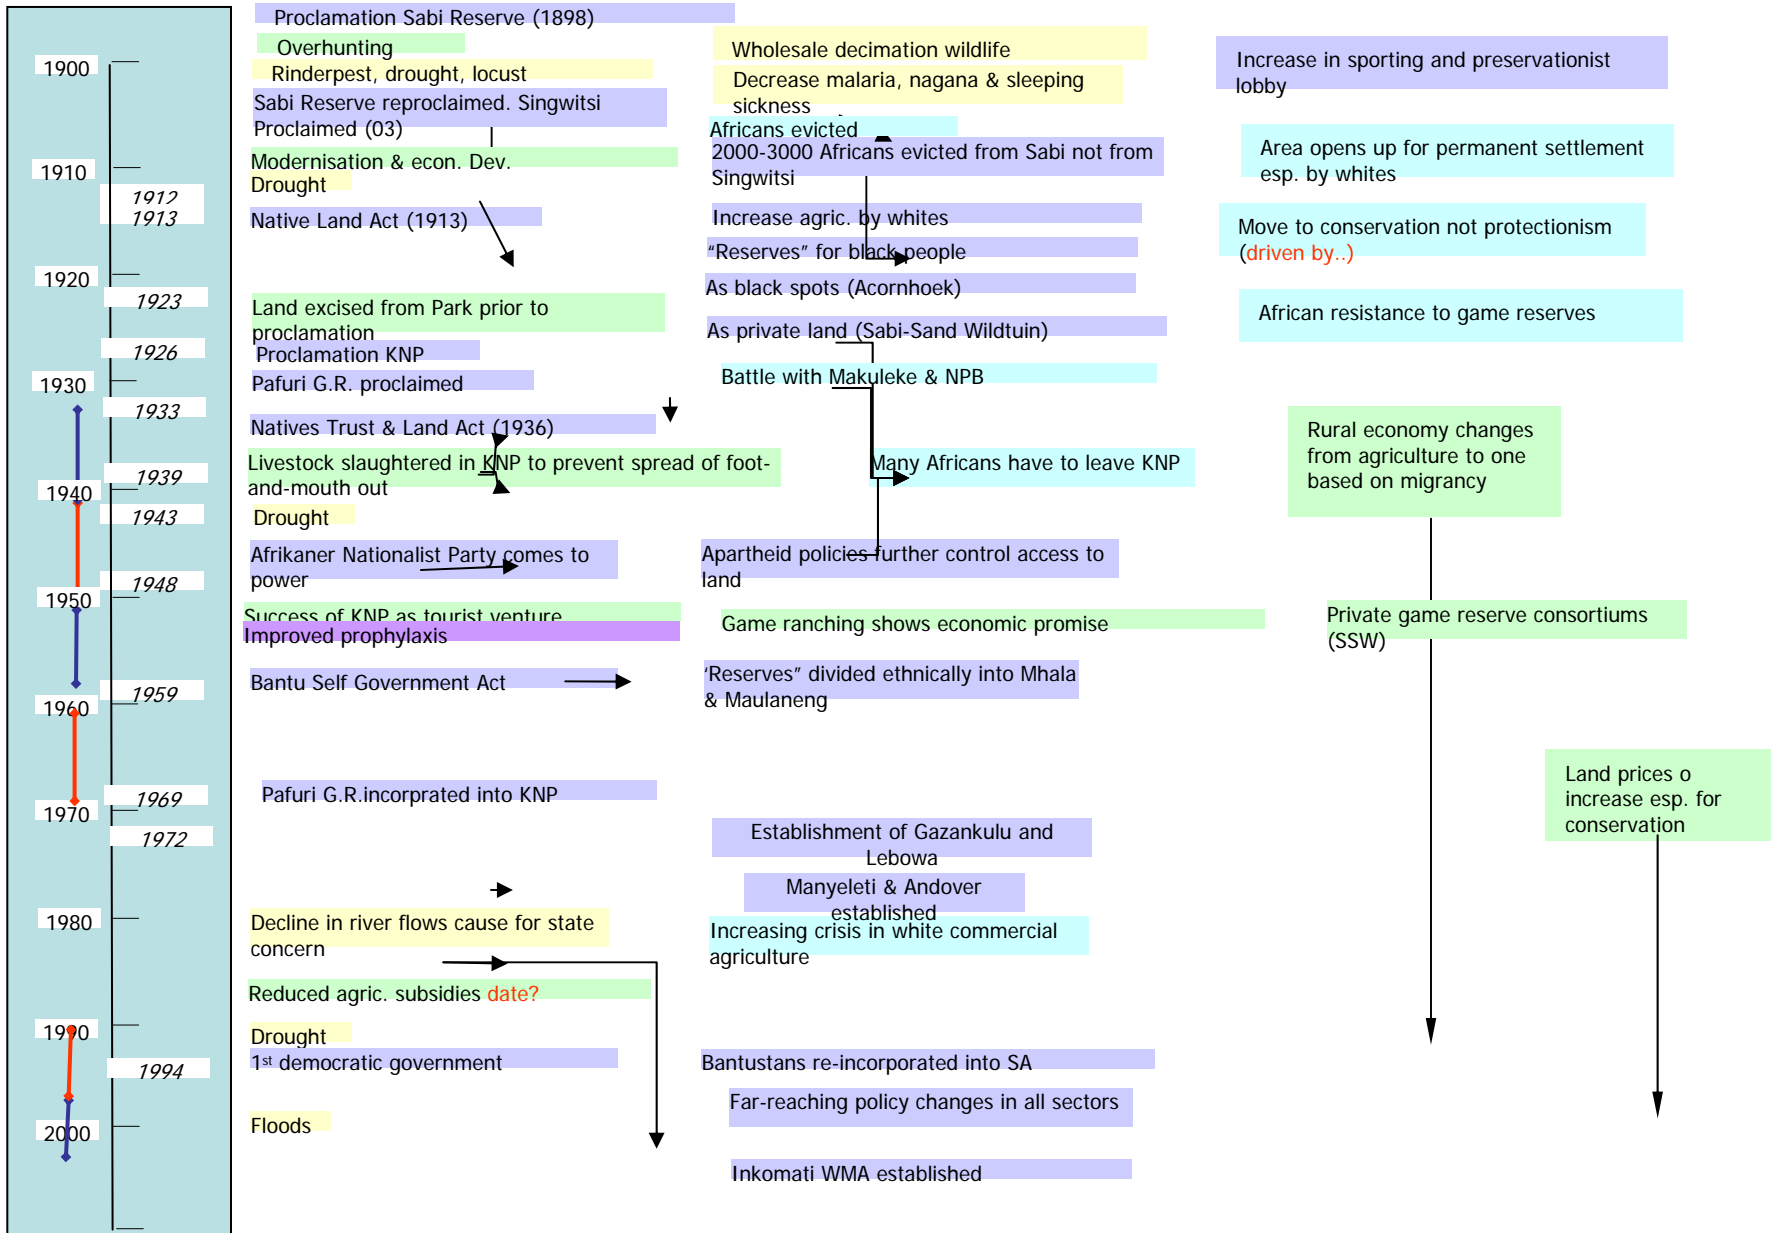 1900
1910
1912
1913
1920
1923
1926
1930
1933
1939
1940
1943
1948
1950
1959
1960
1969
1970
1972
1980
1990
1994
2000
Proclamation Sabi Reserve (1898)
Overhunting
Rinderpest, drought, locust
Sabi Reserve reproclaimed. Singwitsi
Proclaimed (03)
Modernisation & econ. Dev.
Drought
Native Land Act (1913)
Land excised from Park prior to
proclamation
Proclamation KNP
Pafuri G.R. proclaimed
Natives Trust & Land Act (1936)
Livestock slaughtered in KNP to prevent spread of foot-
and-mouth out
Drought
Afrikaner Nationalist Party comes to
power
Success of KNP as tourist venture
Improved prophylaxis
Bantu Self Government Act
Pafuri G.R.incorprated into KNP
Decline in river flows cause for state
concern
Reduced agric. subsidies date?
Drought
1st democratic government
Floods
Wholesale decimation wildlife
Decrease malaria, nagana & sleeping
sickness
Africans evicted
2000-3000 Africans evicted from Sabi not from
Singwitsi
Increase agric. by whites
“Reserves” for black people
As black spots (Acornhoek)
As private land (Sabi-Sand Wildtuin)
Battle with Makuleke & NPB
Many Africans have to leave KNP
Apartheid policies further control access to
land
Game ranching shows economic promise
‘Reserves” divided ethnically into Mhala
& Maulaneng
Establishment of Gazankulu and
Lebowa
Manyeleti & Andover
established
Increasing crisis in white commercial
agriculture
Bantustans re-incorporated into SA
Far-reaching policy changes in all sectors
Inkomati WMA established
Increase in sporting and preservationist
lobby
Area opens up for permanent settlement
esp. by whites
Move to conservation not protectionism
(driven by..)
African resistance to game reserves
Rural economy changes
from agriculture to one
based on migrancy
Private game reserve consortiums
(SSW)
Land prices o
increase esp. for
conservation